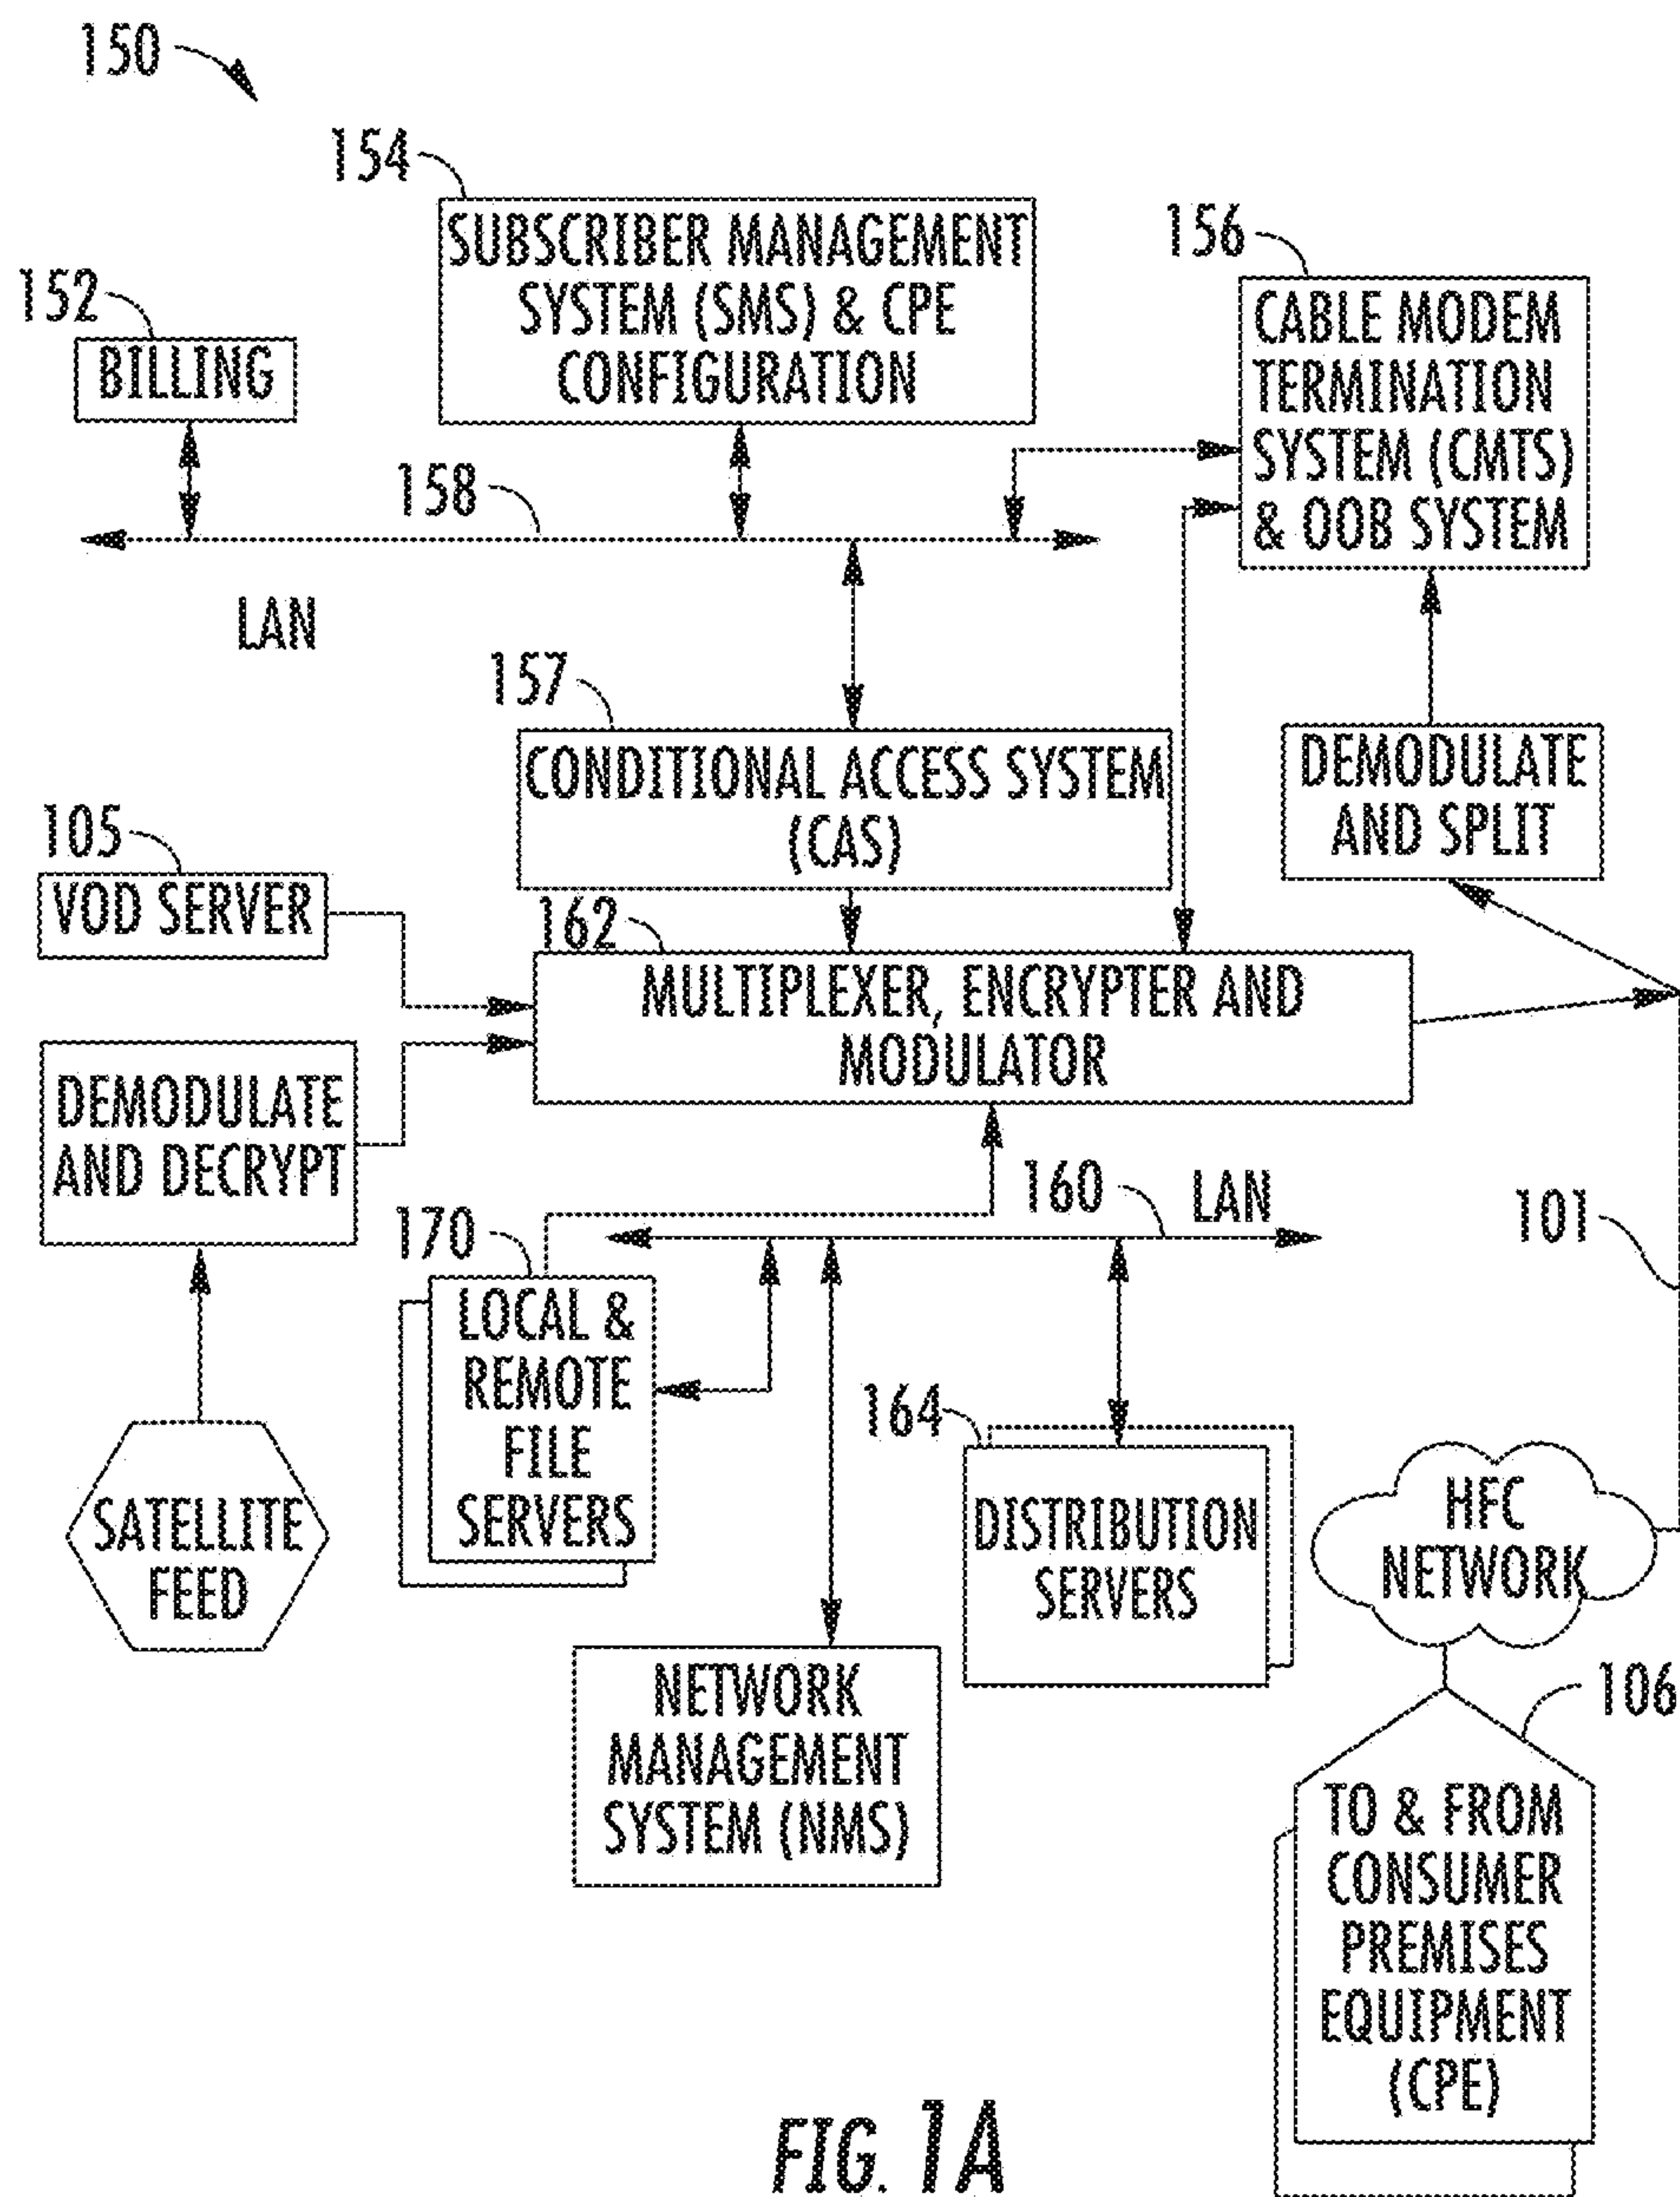 150
154
SUBSCRIBER MANAGEMENT
SYSTEM (SMS) & CPE
CONFIGURATION
156
CABLE MODEM
TERMINATION
SYSTEM (CMTS)
& OOB SYSTEM
152
BILLING
158
LAN
157
CONDITIONAL ACCESS SYSTEM
(CAS)
DEMODULATE
AND SPLIT
105
VOD SERVER
162
MULTIPLEXER, ENCRYPTER AND
MODULATOR
DEMODULATE
AND DECRYPT
160
LAN
101
170
LOCAL &
REMOTE
FILE
SERVERS
164
DISTRIBUTION
SERVERS
HFC
NETWORK
SATELLITE
FEED
NETWORK
MANAGEMENT
SYSTEM (NMS)
106
TO & FROM
CONSUMER
PREMISES
EQUIPMENT
(CPE)
FIG. 1A